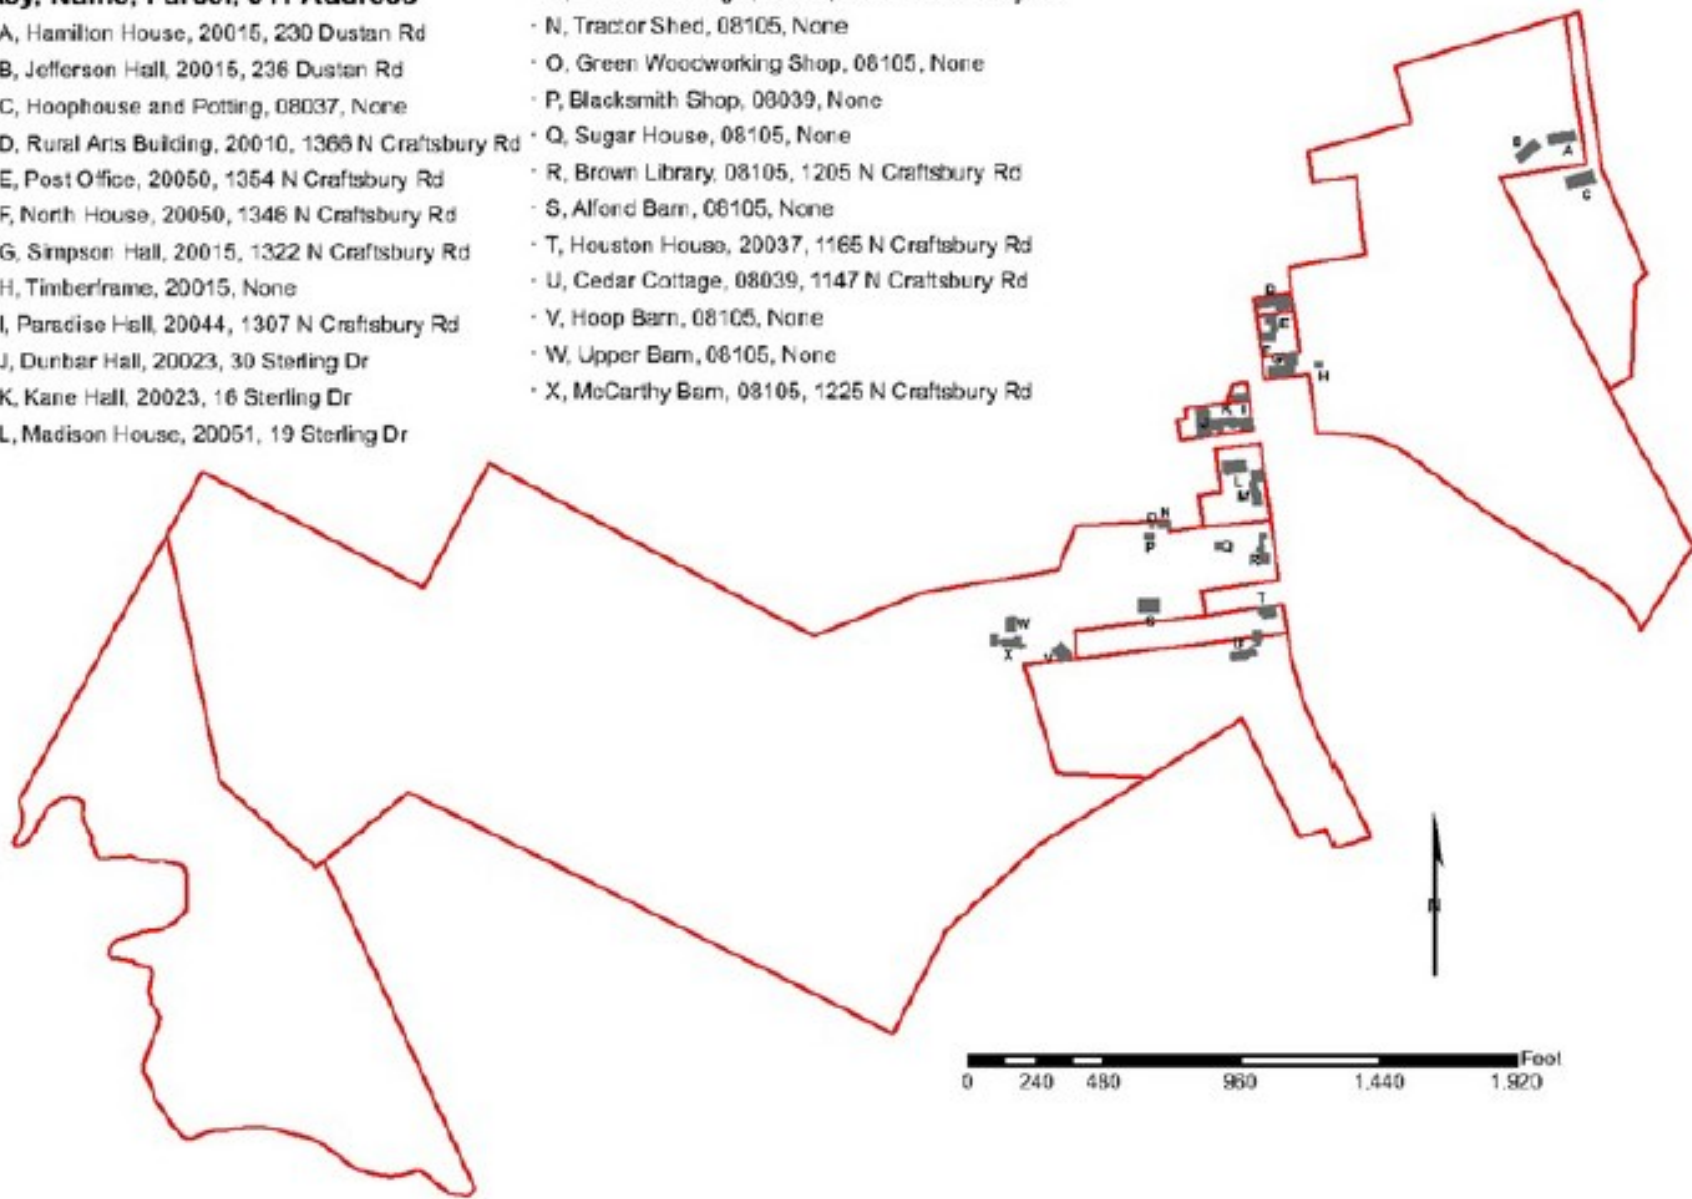 Name, Parcel, 911 Address
A, Hamilton House, 20015, 230 Dustan Rd
B, Jefferson Hall, 20015, 236 Dustan Rd
C, Hoophouse and Potting, 08037, None
D, Rural Arts Building, 20010, 1366 N Craftsbury Rd
E, Post Office, 20050, 1354 N Craftsbury Rd
F, North House, 20050, 1346 N Craftsbury Rd
G, Simpson Hall, 20015, 1322 N Craftsbury Rd
H, Timberframe, 20015, None
I, Paradise Hall, 20044, 1307 N Craftsbury Rd
J, Dunbar Hall, 20023, 30 Sterling Dr
K, Kane Hall, 20023, 16 Sterling Dr
L, Madison House, 20051, 19 Sterling Dr
· N, Tractor Shed, 08105, None
· O, Green Woodworking Shop, 08105, None
· P, Blacksmith Shop, 08039, None
· Q, Sugar House, 08105, None
· R, Brown Library, 08105, 1205 N Craftsbury Rd
· S, Alfond Barn, 08105, None
· T, Houston House, 20037, 1165 N Craftsbury Rd
· U, Cedar Cottage, 08039, 1147 N Craftsbury Rd
· V, Hoop Barn, 08105, None
· W, Upper Barn, 08105, None
· X, McCarthy Barn, 08105, 1225 N Craftsbury Rd
B
A
C
D
E
F
G
H
K I
J
L
M
O N
P
Q
R
T
S
W
X
V
U
N
Feet
0 240 480 960 1,440 1,920